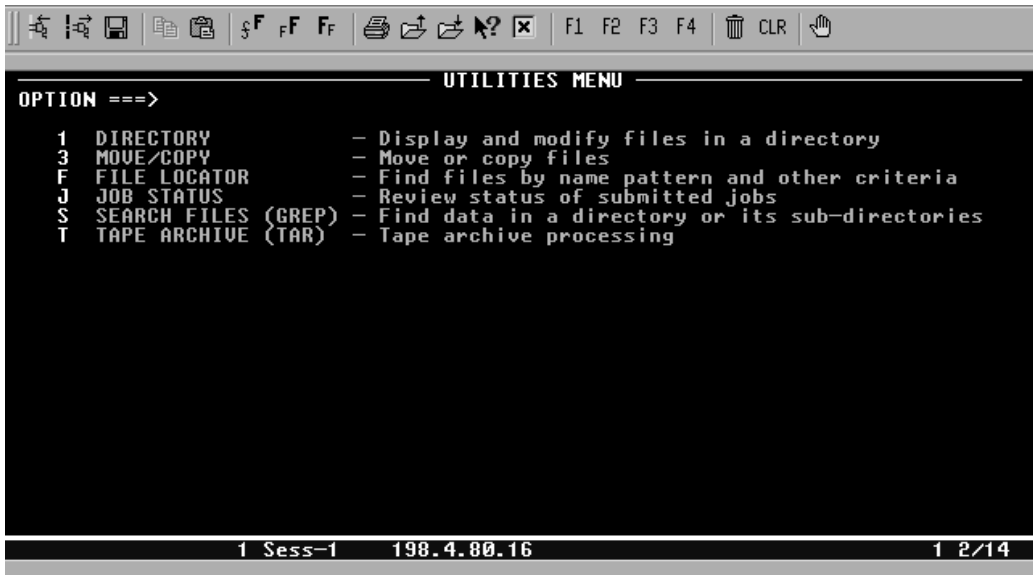 F1 F2 F3 F4 CLR
UTILITIES MENU
OPTION ===>
1 DIRECTORY – Display and modify files in a directory
3 MOVE/COPY – Move or copy files
F FILE LOCATOR – Find files by name pattern and other criteria
J JOB STATUS – Review status of submitted jobs
S SEARCH FILES (GREP) – Find data in a directory or its sub-directories
T TAPE ARCHIVE (TAR) – Tape archive processing
1 Sess-1 198.4.80.16 1 2/14